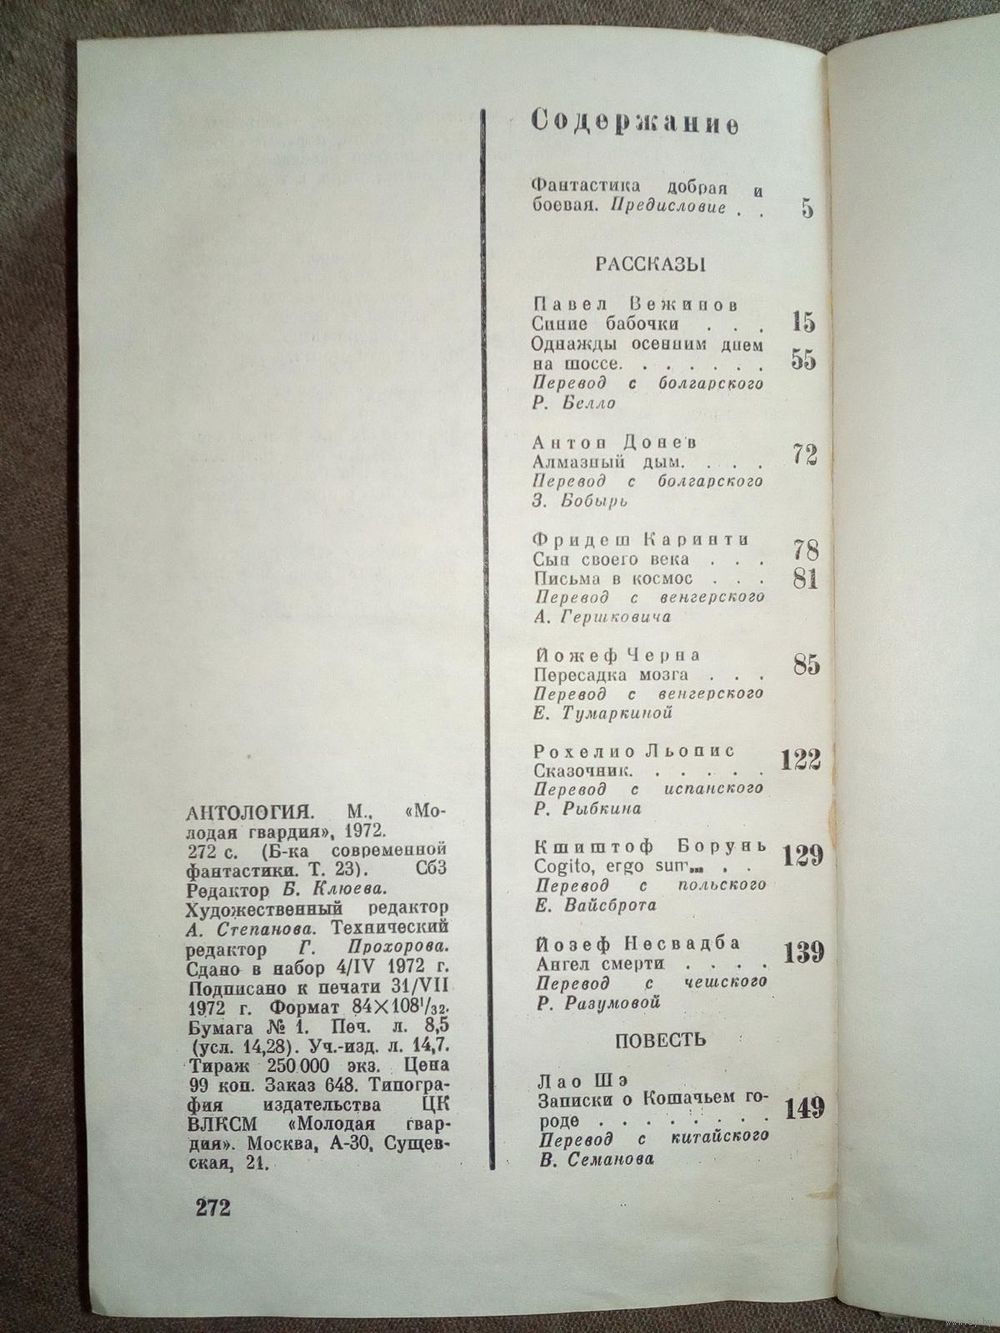 АНТОЛОГИЯ. М., «Мо-
лодая гвардия», 1972.
272 с. (Б-ка современной
фантастики. Т. 23). Сб3
Редактор Б. Клюева.
Художественный редактор
А. Степанова. Технический
редактор Г. Прохорова.
Сдано в набор 4/IV 1972 г.
Подписано к печати 31/VII
1972 г. Формат 84×108¹/₃₂.
Бумага № 1. Печ. л. 8,5
(усл. 14,28). Уч.-изд. л. 14,7.
Тираж 250 000 экз. Цена
99 коп. Заказ 648. Типогра-
фия издательства ЦК
ВЛКСМ «Молодая гвар-
дия». Москва, А-30, Сущев-
ская, 21.
272
Содержание
Фантастика добрая и
боевая. Предисловие . . 5
РАССКАЗЫ
Павел Вежинов
Синие бабочки . . . 15
Однажды осенним днем
на шоссе. . . . . . . 55
Перевод с болгарского
Р. Белло
Антон Донев
Алмазный дым. . . . 72
Перевод с болгарского
З. Бобырь
Фридеш Каринти
Сын своего века . . . 78
Письма в космос . . . 81
Перевод с венгерского
А. Гершковича
Йожеф Черна
Пересадка мозга . . . 85
Перевод с венгерского
Е. Тумаркиной
Рохелио Льопис
Сказочник. . . . . . 122
Перевод с испанского
Р. Рыбкина
Кшиштоф Борунь
Cogito, ergo sum... . . 129
Перевод с польского
Е. Вайсброта
Йозеф Несвадба
Ангел смерти . . . . 139
Перевод с чешского
Р. Разумовой
ПОВЕСТЬ
Лао Шэ
Записки о Кошачьем го-
роде . . . . . . . . 149
Перевод с китайского
В. Семанова